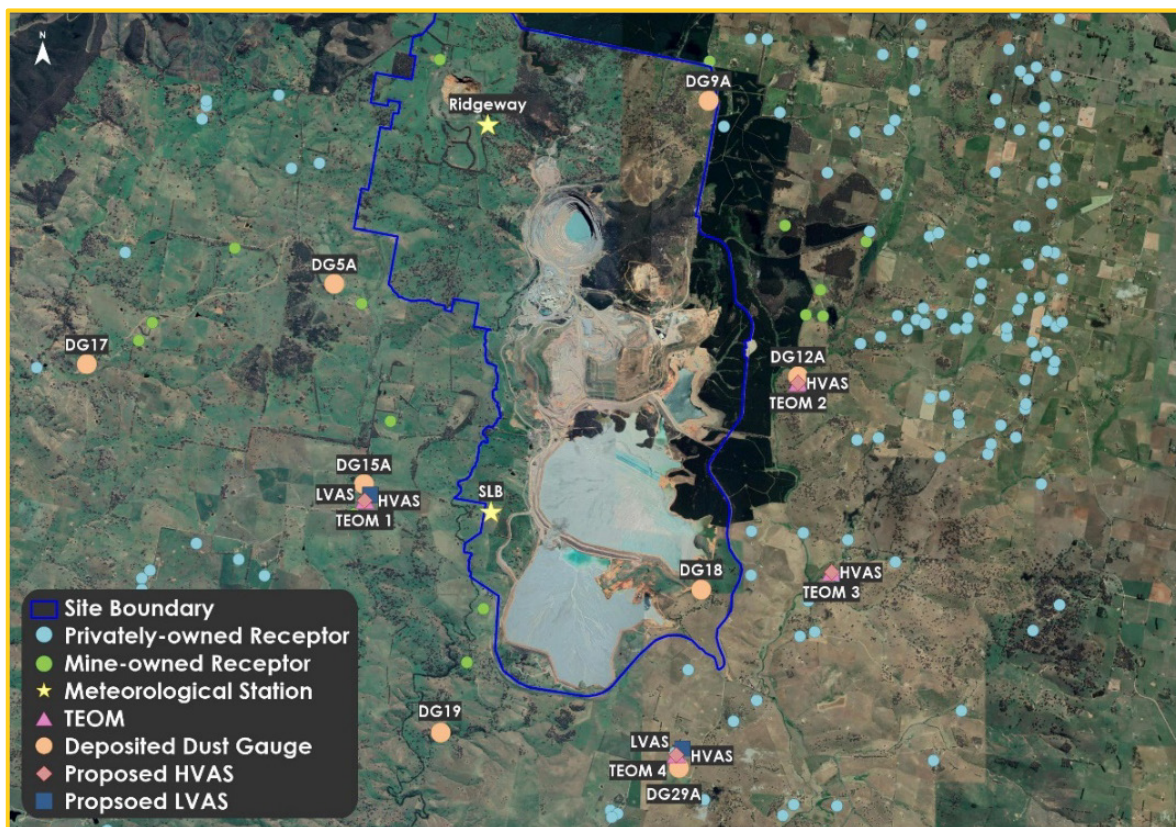 N
Ridgeway
DG9A
DG5A
DG17
DG12A
HVAS
TEOM 2
DG15A
LVAS
HVAS
TEOM 1
SLB
DG18
HVAS
TEOM 3
DG19
LVAS
HVAS
TEOM 4
DG29A
Site Boundary
Privately-owned Receptor
Mine-owned Receptor
Meteorological Station
TEOM
Deposited Dust Gauge
Proposed HVAS
Propsoed LVAS